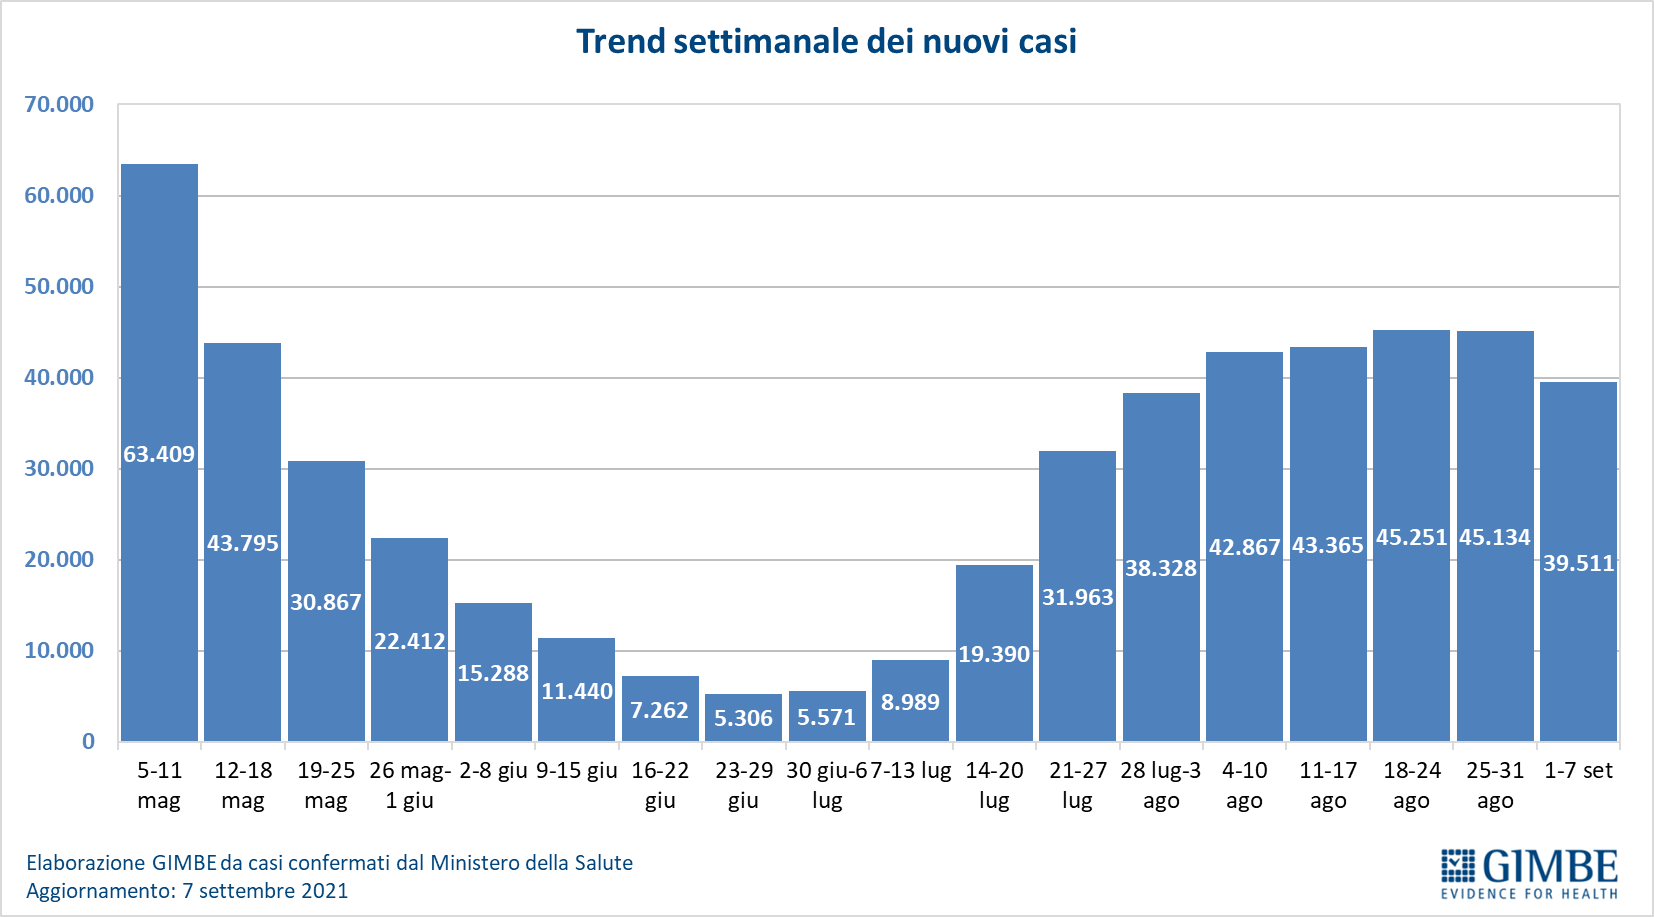 Trend settimanale dei nuovi casi
70.000
60.000
50.000
40.000
30.000
20.000
10.000
0
63.409
43.795
30.867
22.412
15.288
11.440
7.262
5.306
5.571
8.989
19.390
31.963
38.328
42.867
43.365
45.251
45.134
39.511
5-11
mag
12-18
mag
19-25
mag
26 mag-
1 giu
2-8 giu
9-15 giu
16-22
giu
23-29
giu
30 giu-6
lug
7-13 lug
14-20
lug
21-27
lug
28 lug-3
ago
4-10
ago
11-17
ago
18-24
ago
25-31
ago
1-7 set
Elaborazione GIMBE da casi confermati dal Ministero della Salute
Aggiornamento: 7 settembre 2021
GIMBE
EVIDENCE FOR HEALTH